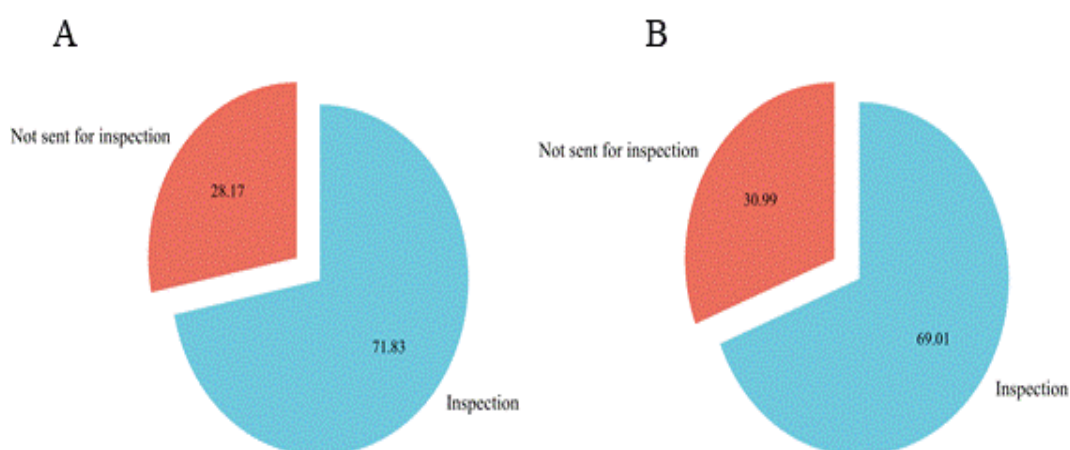 A
Not sent for inspection
28.17
71.83
Inspection
B
Not sent for inspection
30.99
69.01
Inspection